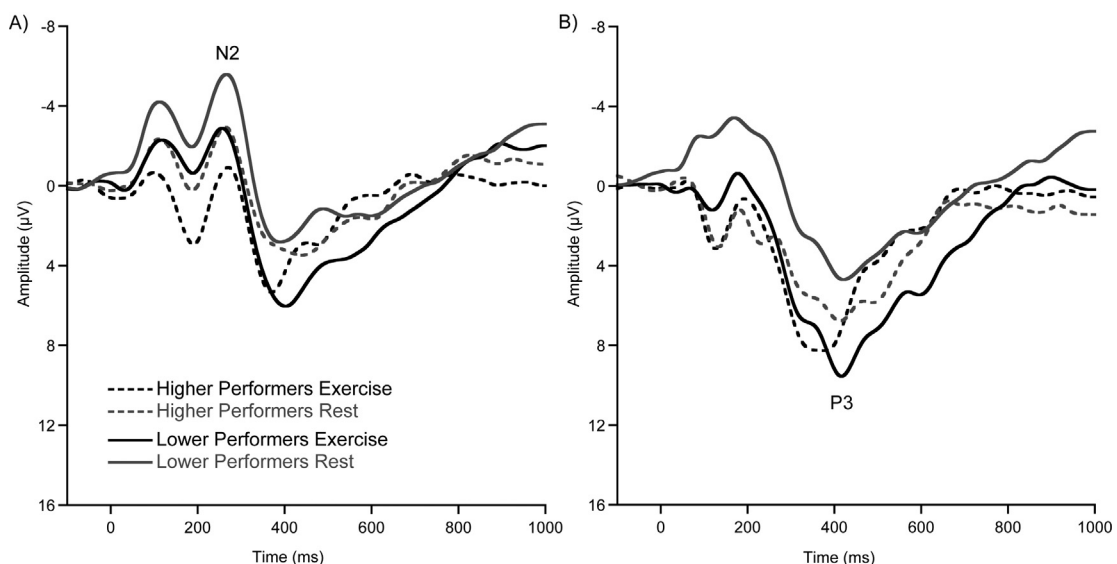 A)
N2
-8
-4
0
4
8
12
16
Amplitude (µV)
Higher Performers Exercise
Higher Performers Rest
Lower Performers Exercise
Lower Performers Rest
0
200
400
600
800
1000
Time (ms)
B)
-8
-4
0
4
8
12
16
Amplitude (µV)
P3
0
200
400
600
800
1000
Time (ms)